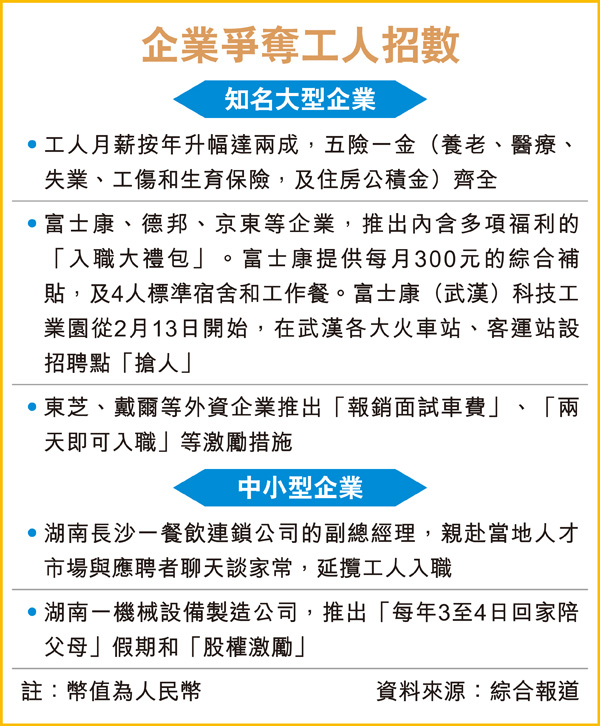 企業爭奪工人招數
知名大型企業
•工人月薪按年升幅達兩成，五險一金（養老、醫療、
失業、工傷和生育保險，及住房公積金）齊全
•富士康、德邦、京東等企業，推出內含多項福利的
「入職大禮包」。富士康提供每月300元的綜合補
貼，及4人標準宿舍和工作餐。富士康（武漢）科技工
業園從2月13日開始，在武漢各大火車站、客運站設
招聘點「搶人」
•東芝、戴爾等外資企業推出「報銷面試車費」、「兩
天即可入職」等激勵措施
中小型企業
•湖南長沙一餐飲連鎖公司的副總經理，親赴當地人才
市場與應聘者聊天談家常，延攬工人入職
•湖南一機械設備製造公司，推出「每年3至4日回家陪
父母」假期和「股權激勵」
註：幣值為人民幣 資料來源：綜合報道